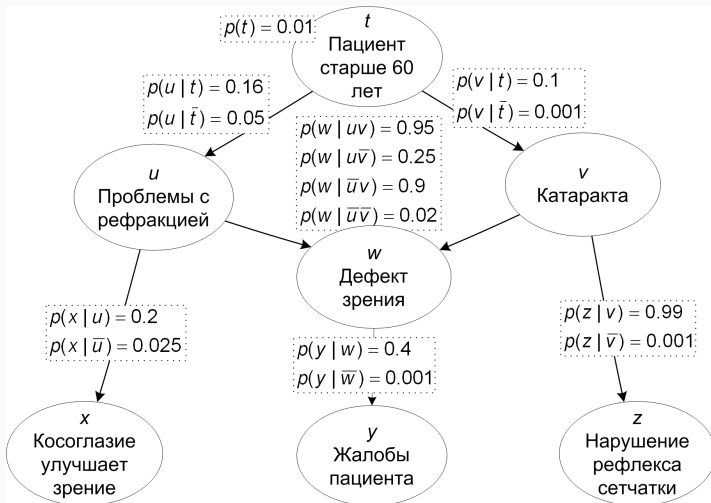 p(t) = 0.01
t
Пациент
старше 60
лет
p(u | t) = 0.16
p(u | t̅) = 0.05
p(v | t) = 0.1
p(v | t̅) = 0.001
p(w | uv) = 0.95
p(w | uv̅) = 0.25
p(w | u̅v) = 0.9
p(w | u̅v̅) = 0.02
u
Проблемы с
рефракцией
v
Катаракта
w
Дефект
зрения
p(x | u) = 0.2
p(x | u̅) = 0.025
p(y | w) = 0.4
p(y | w̅) = 0.001
p(z | v) = 0.99
p(z | v̅) = 0.001
x
Косоглазие
улучшает
зрение
y
Жалобы
пациента
z
Нарушение
рефлекса
сетчатки